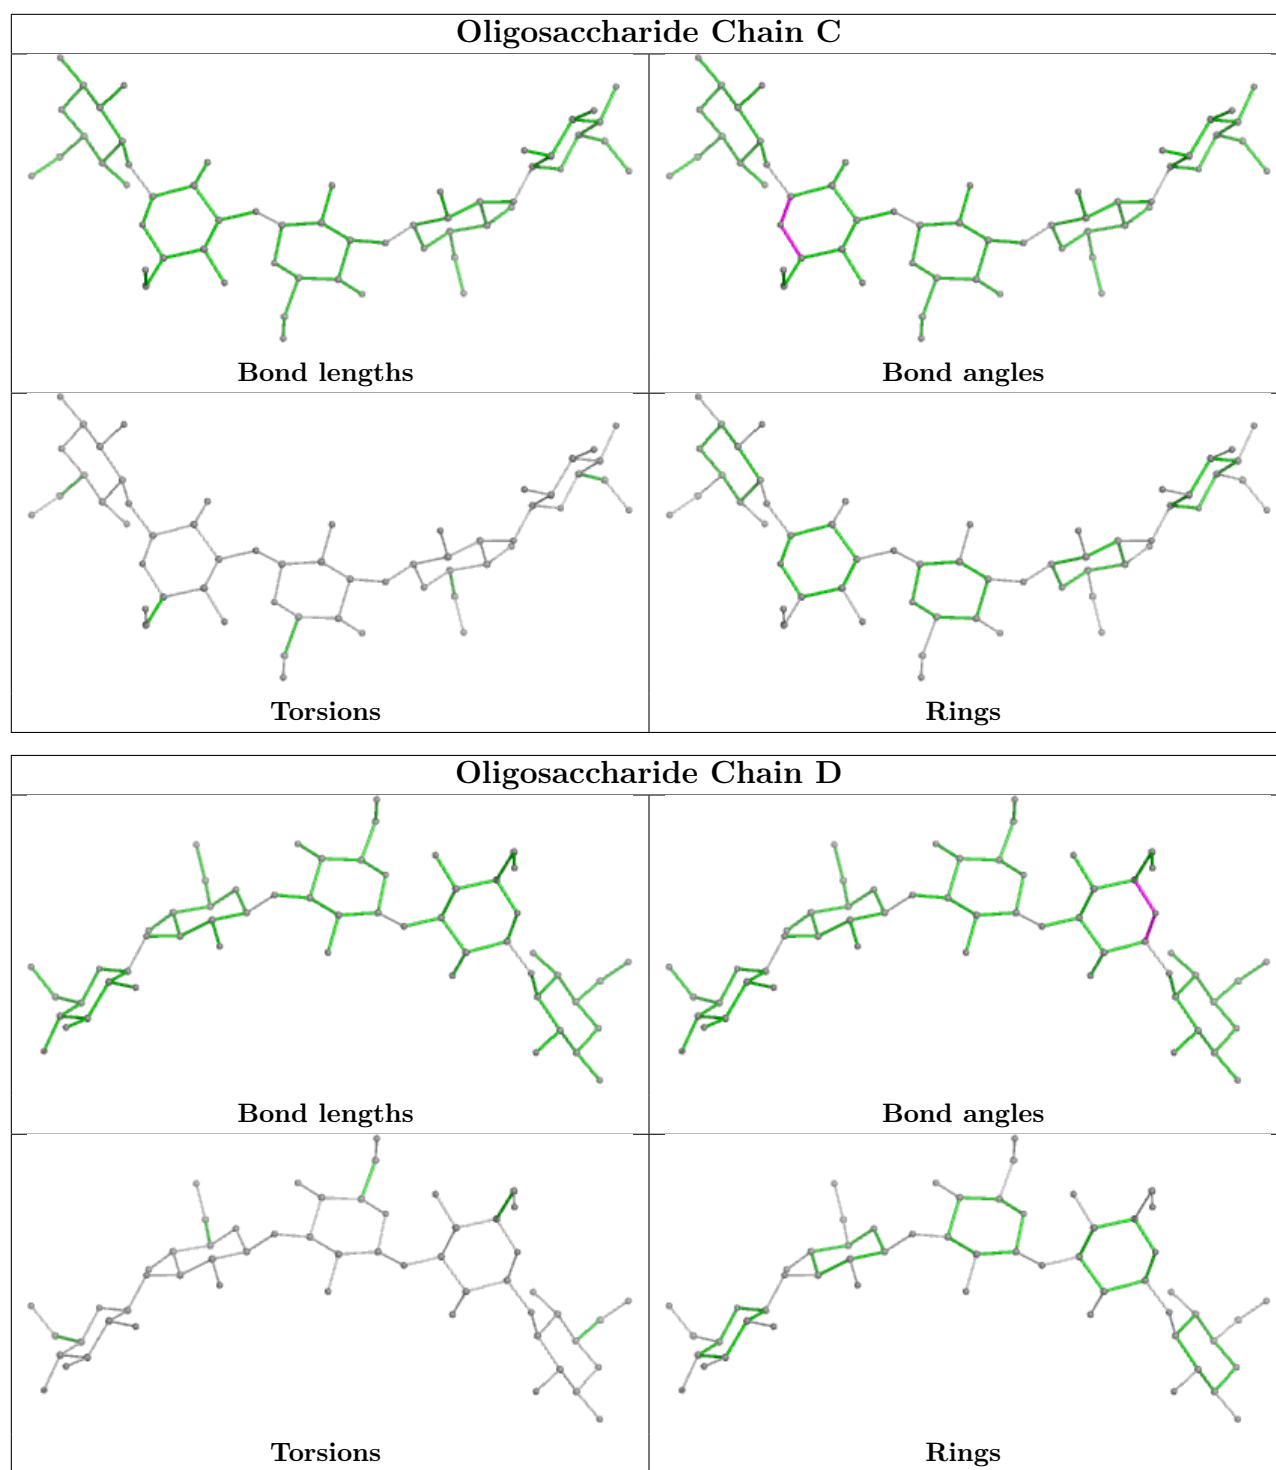 Oligosaccharide Chain C
Bond lengths
Bond angles
Torsions
Rings
Oligosaccharide Chain D
Bond lengths
Bond angles
Torsions
Rings